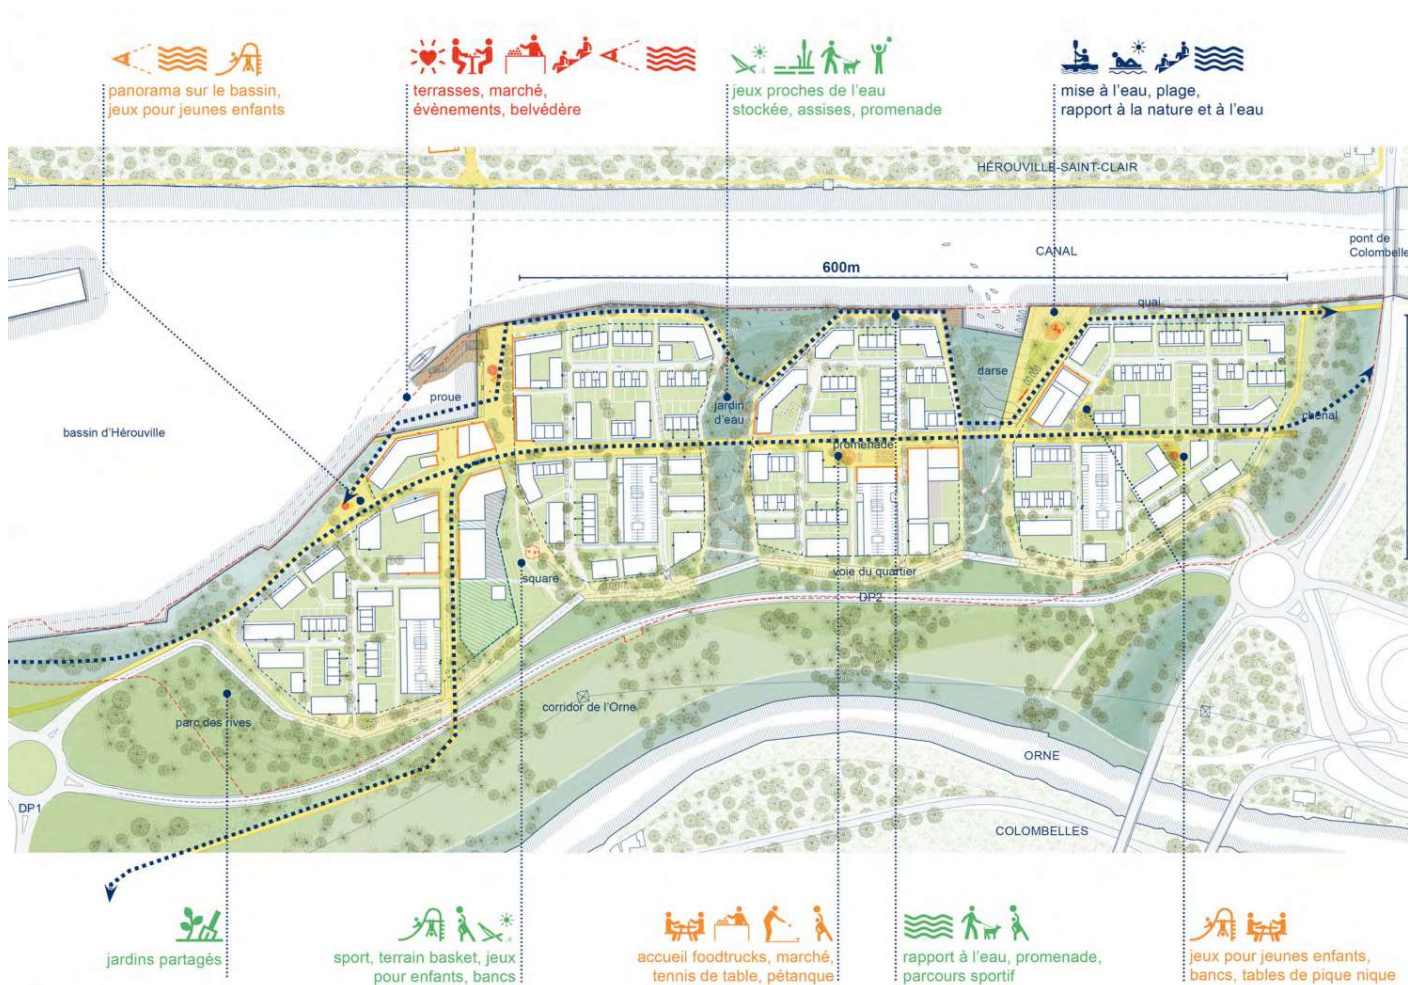 panorama sur le bassin,
jeux pour jeunes enfants
terrasses, marché,
évènements, belvédère
jeux proches de l'eau
stockée, assises, promenade
mise à l'eau, plage,
rapport à la nature et à l'eau
HÉROUVILLE-SAINT-CLAIR
pont de
Colombelle
CANAL
600m
quai
proue
darse
jardin
d'eau
chenal
bassin d'Hérouville
promenade
square
voie du quartier
DP2
parc des rives
corridor de l'Orne
ORNE
DP1
COLOMBELLES
jardins partagés
sport, terrain basket, jeux
pour enfants, bancs
accueil foodtrucks, marché,
tennis de table, pétanque
rapport à l'eau, promenade,
parcours sportif
jeux pour jeunes enfants,
bancs, tables de pique nique